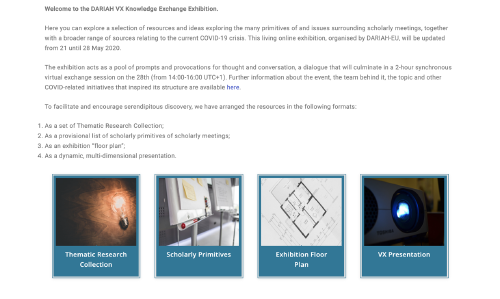 Welcome to the DARIAH VX Knowledge Exchange Exhibition.
Here you can explore a selection of resources and ideas exploring the many primitives of and issues surrounding scholarly meetings, together
with a broader range of sources relating to the current COVID-19 crisis. This living online exhibition, organised by DARIAH-EU, will be updated
from 21 until 28 May 2020.
The exhibition acts as a pool of prompts and provocations for thought and conversation, a dialogue that will culminate in a 2-hour synchronous
virtual exchange session on the 28th (from 14:00-16:00 UTC+1). Further information about the event, the team behind it, the topic and other
COVID-related initiatives that inspired its structure are available here.
To facilitate and encourage serendipitous discovery, we have arranged the resources in the following formats:
1. As a set of Thematic Research Collection;
2. As a provisional list of scholarly primitives of scholarly meetings;
3. As an exhibition "floor plan";
4. As a dynamic, multi-dimensional presentation.
Thematic Research
Collection
Scholarly Primitives
Exhibition Floor
Plan
VX Presentation